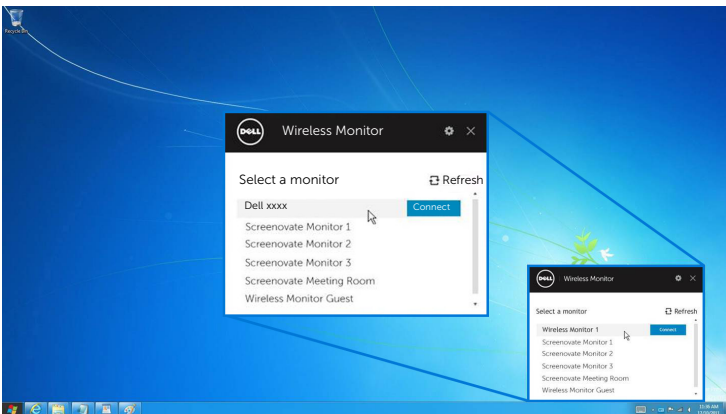 Recycle Bin
DELL
Wireless Monitor
Select a monitor
Refresh
Dell xxxx
Connect
Screenovate Monitor 1
Screenovate Monitor 2
Screenovate Monitor 3
Screenovate Meeting Room
Wireless Monitor Guest
DELL
Wireless Monitor
Select a monitor
Refresh
Wireless Monitor 1
Connect
Screenovate Monitor 1
Screenovate Monitor 2
Screenovate Monitor 3
Screenovate Meeting Room
Wireless Monitor Guest